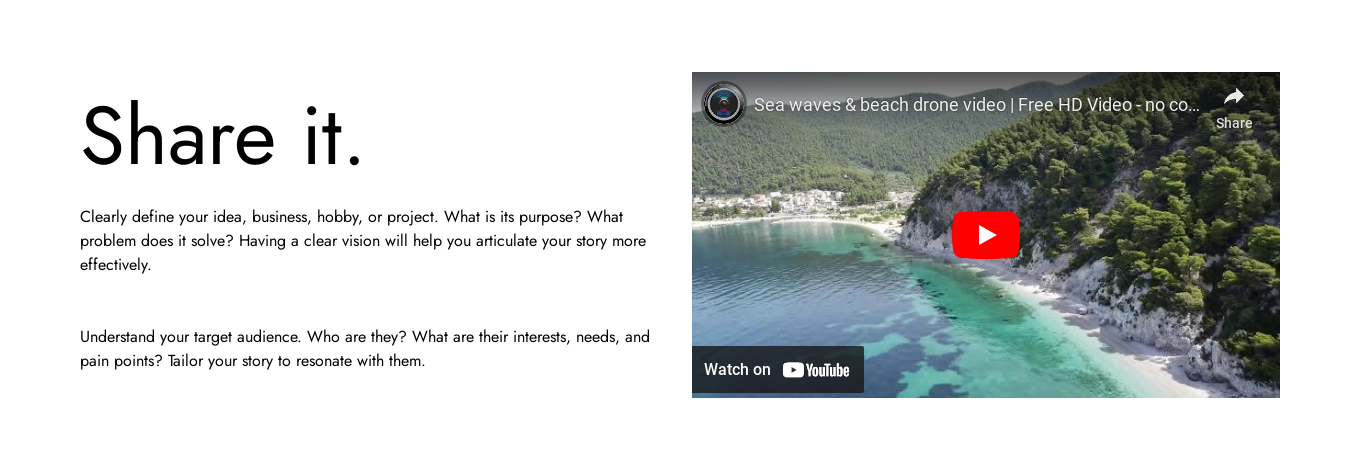 Share it.
Clearly define your idea, business, hobby, or project. What is its purpose? What
problem does it solve? Having a clear vision will help you articulate your story more
effectively.
Understand your target audience. Who are they? What are their interests, needs, and
pain points? Tailor your story to resonate with them.
Sea waves & beach drone video | Free HD Video - no co...
Share
Watch on YouTube